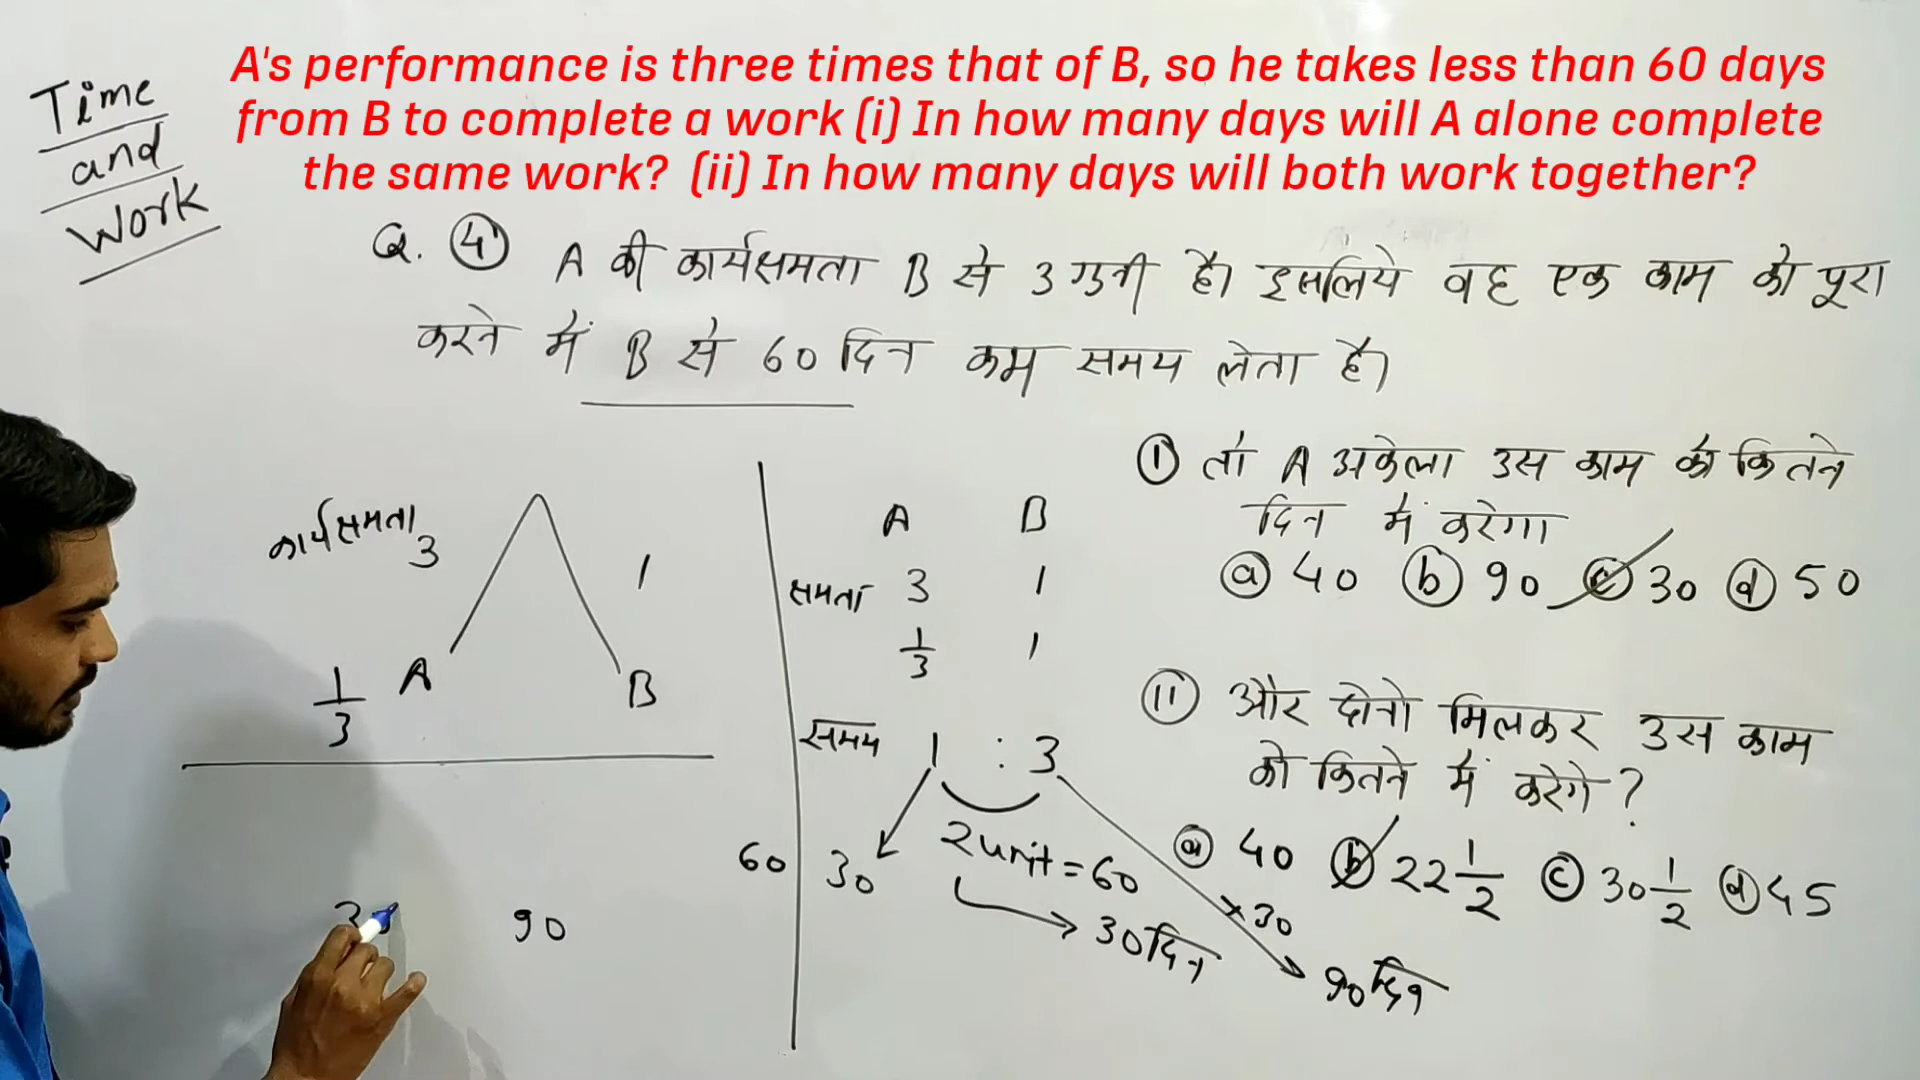 A's performance is three times that of B, so he takes less than 60 days
from B to complete a work (i) In how many days will A alone complete
the same work? (ii) In how many days will both work together?
Time
and
Work
Q. ④ A की कार्यक्षमता B से 3 गुनी है। इसलिये वह एक काम को पूरा
करने में B से 60 दिन कम समय लेता है।
कार्यक्षमता 3 1
A B
1/3
90
A B
क्षमता 3 1
1/3 1
समय 1 : 3
60 30 2 unit = 60
×30
30 दिन
90 दिन
① तो A अकेला उस काम को कितने
दिन में करेगा
ⓐ 40 ⓑ 90 ⓒ 30 ⓓ 50
⑪ और दोनो मिलकर उस काम
को कितने में करेगे?
ⓐ 40 ⓑ 22 1/2 ⓒ 30 1/2 ⓓ 45